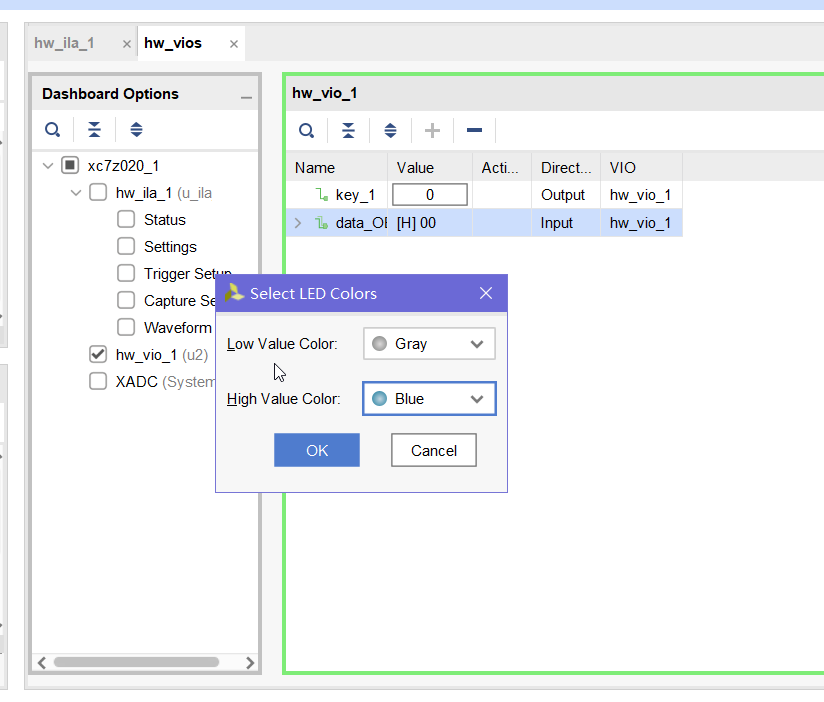 hw_ila_1 × hw_vios ×
Dashboard Options
hw_vio_1
xc7z020_1
hw_ila_1 (u_ila
Status
Settings
Trigger Setup
Capture Se
Waveform
hw_vio_1 (u2)
XADC (System
Name Value Acti... Direct... VIO
key_1 0 Output hw_vio_1
data_OB [H] 00 Input hw_vio_1
Select LED Colors
Low Value Color: Gray
High Value Color: Blue
OK Cancel